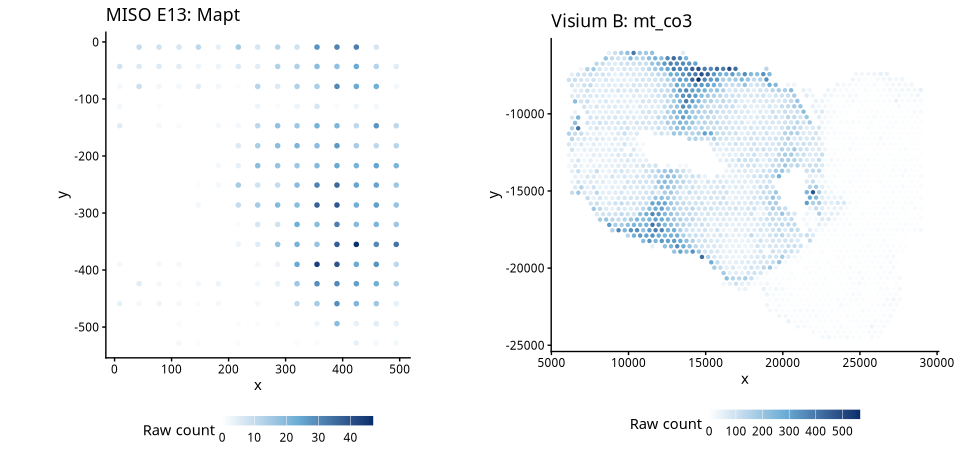 MISO E13: Mapt
0
-100
-200
-300
-400
-500
y
0 100 200 300 400 500
x
Raw count 0 10 20 30 40
Visium B: mt_co3
-10000
-15000
-20000
-25000
y
5000 10000 15000 20000 25000 30000
x
Raw count 0 100 200 300 400 500